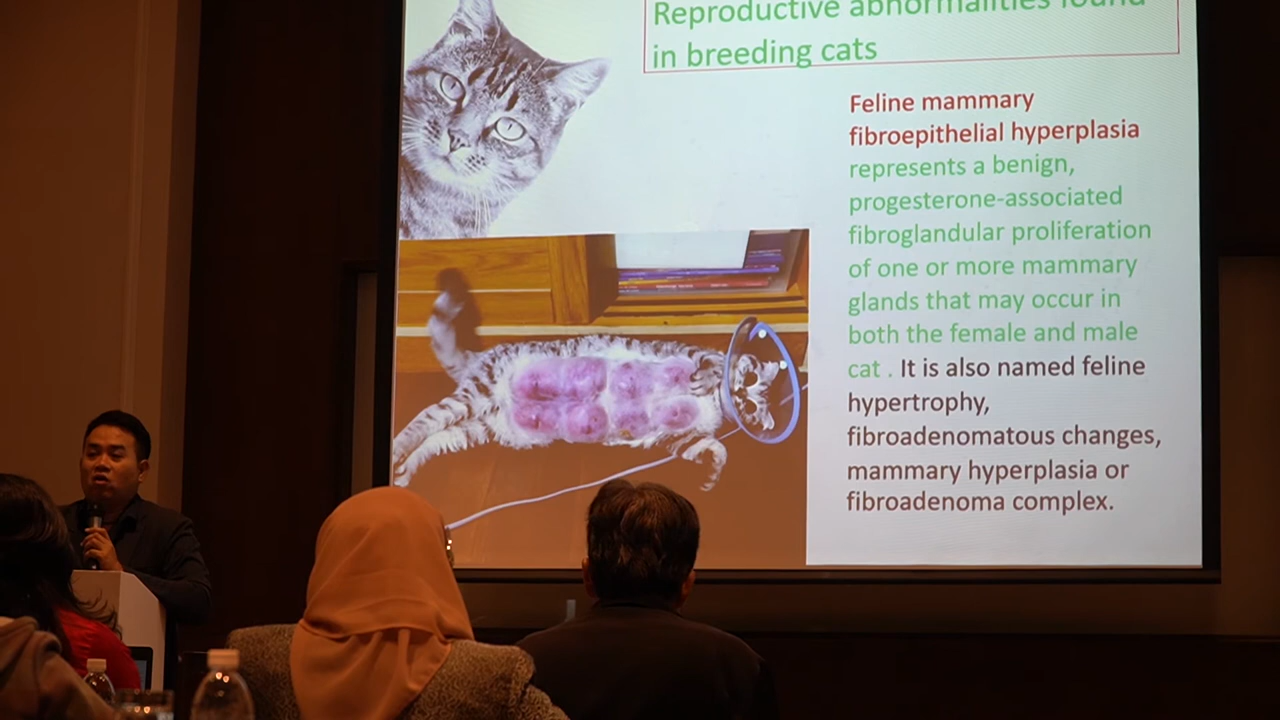 Reproductive abnormalities found
in breeding cats
Feline mammary
fibroepithelial hyperplasia
represents a benign,
progesterone-associated
fibroglandular proliferation
of one or more mammary
glands that may occur in
both the female and male
cat . It is also named feline
hypertrophy,
fibroadenomatous changes,
mammary hyperplasia or
fibroadenoma complex.